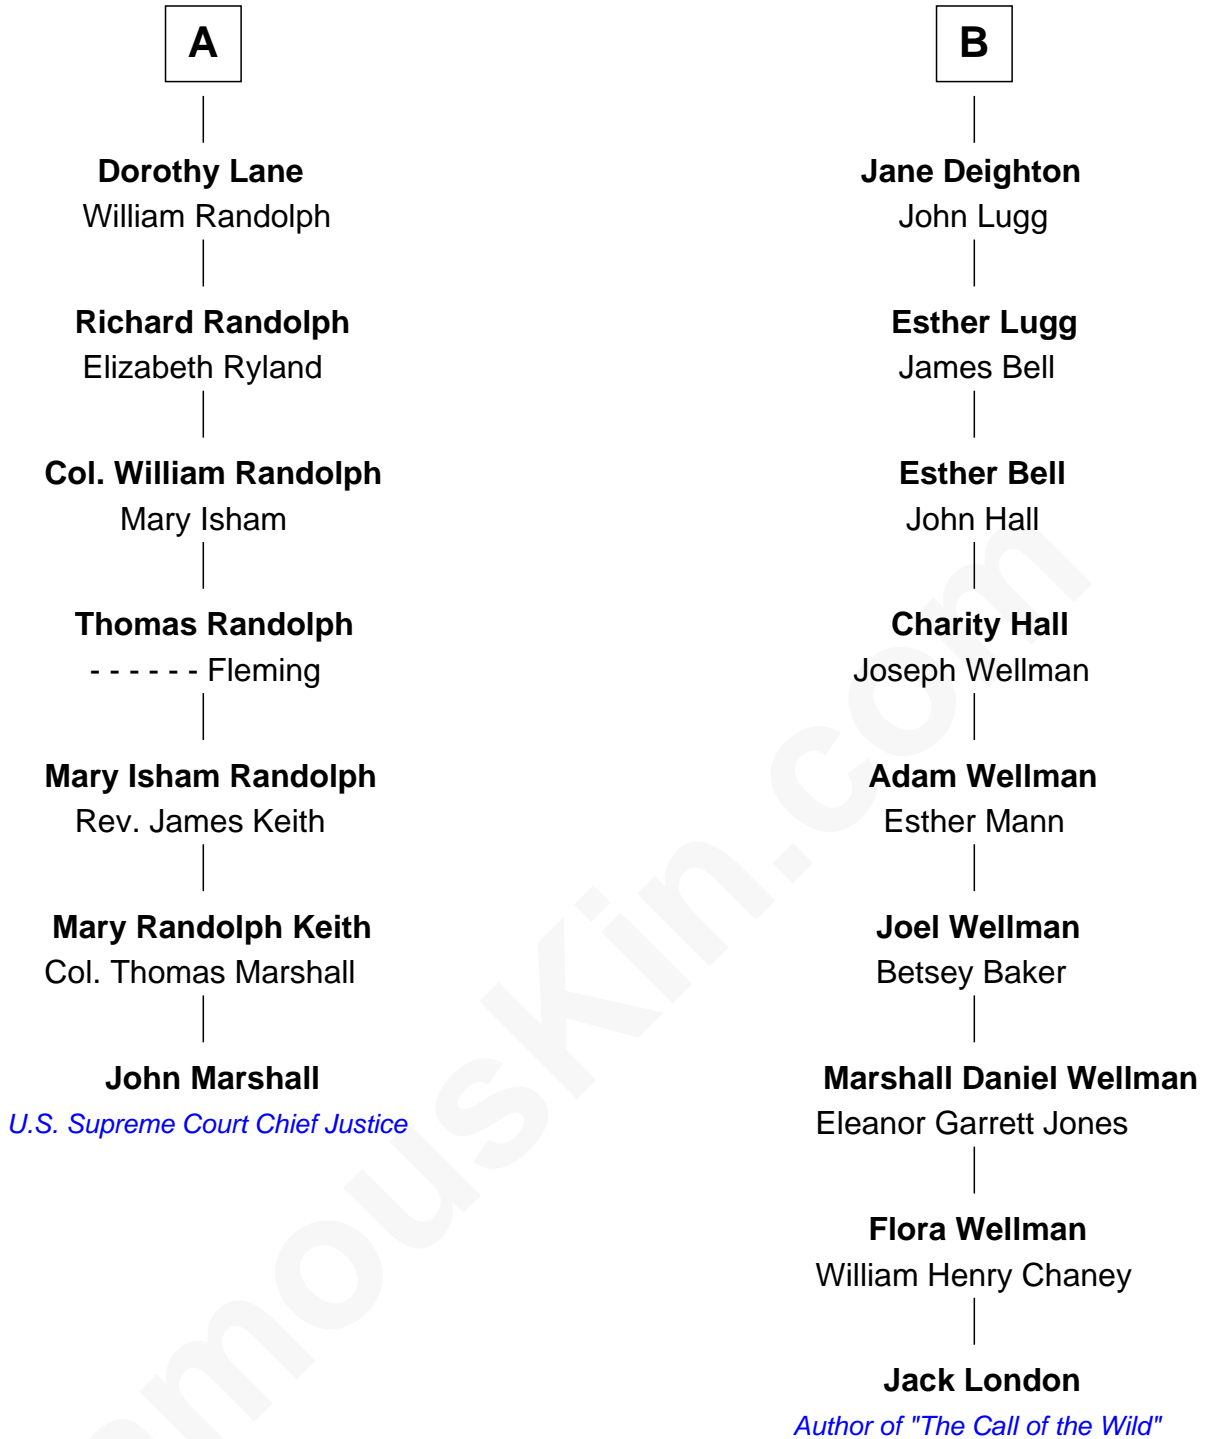 A
Dorothy Lane
William Randolph
Richard Randolph
Elizabeth Ryland
Col. William Randolph
Mary Isham
Thomas Randolph
- - - - - - Fleming
Mary Isham Randolph
Rev. James Keith
Mary Randolph Keith
Col. Thomas Marshall
John Marshall
U.S. Supreme Court Chief Justice
B
Jane Deighton
John Lugg
Esther Lugg
James Bell
Esther Bell
John Hall
Charity Hall
Joseph Wellman
Adam Wellman
Esther Mann
Joel Wellman
Betsey Baker
Marshall Daniel Wellman
Eleanor Garrett Jones
Flora Wellman
William Henry Chaney
Jack London
Author of "The Call of the Wild"
amousKin.com